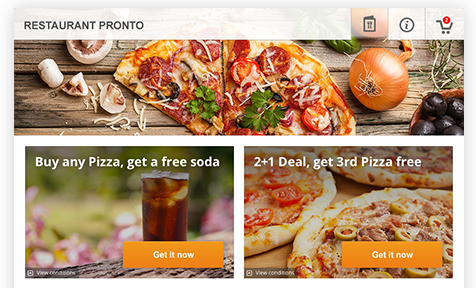 RESTAURANT PRONTO
2
Buy any Pizza, get a free soda
2+1 Deal, get 3rd Pizza free
Get it now
Get it now
View conditions
View conditions